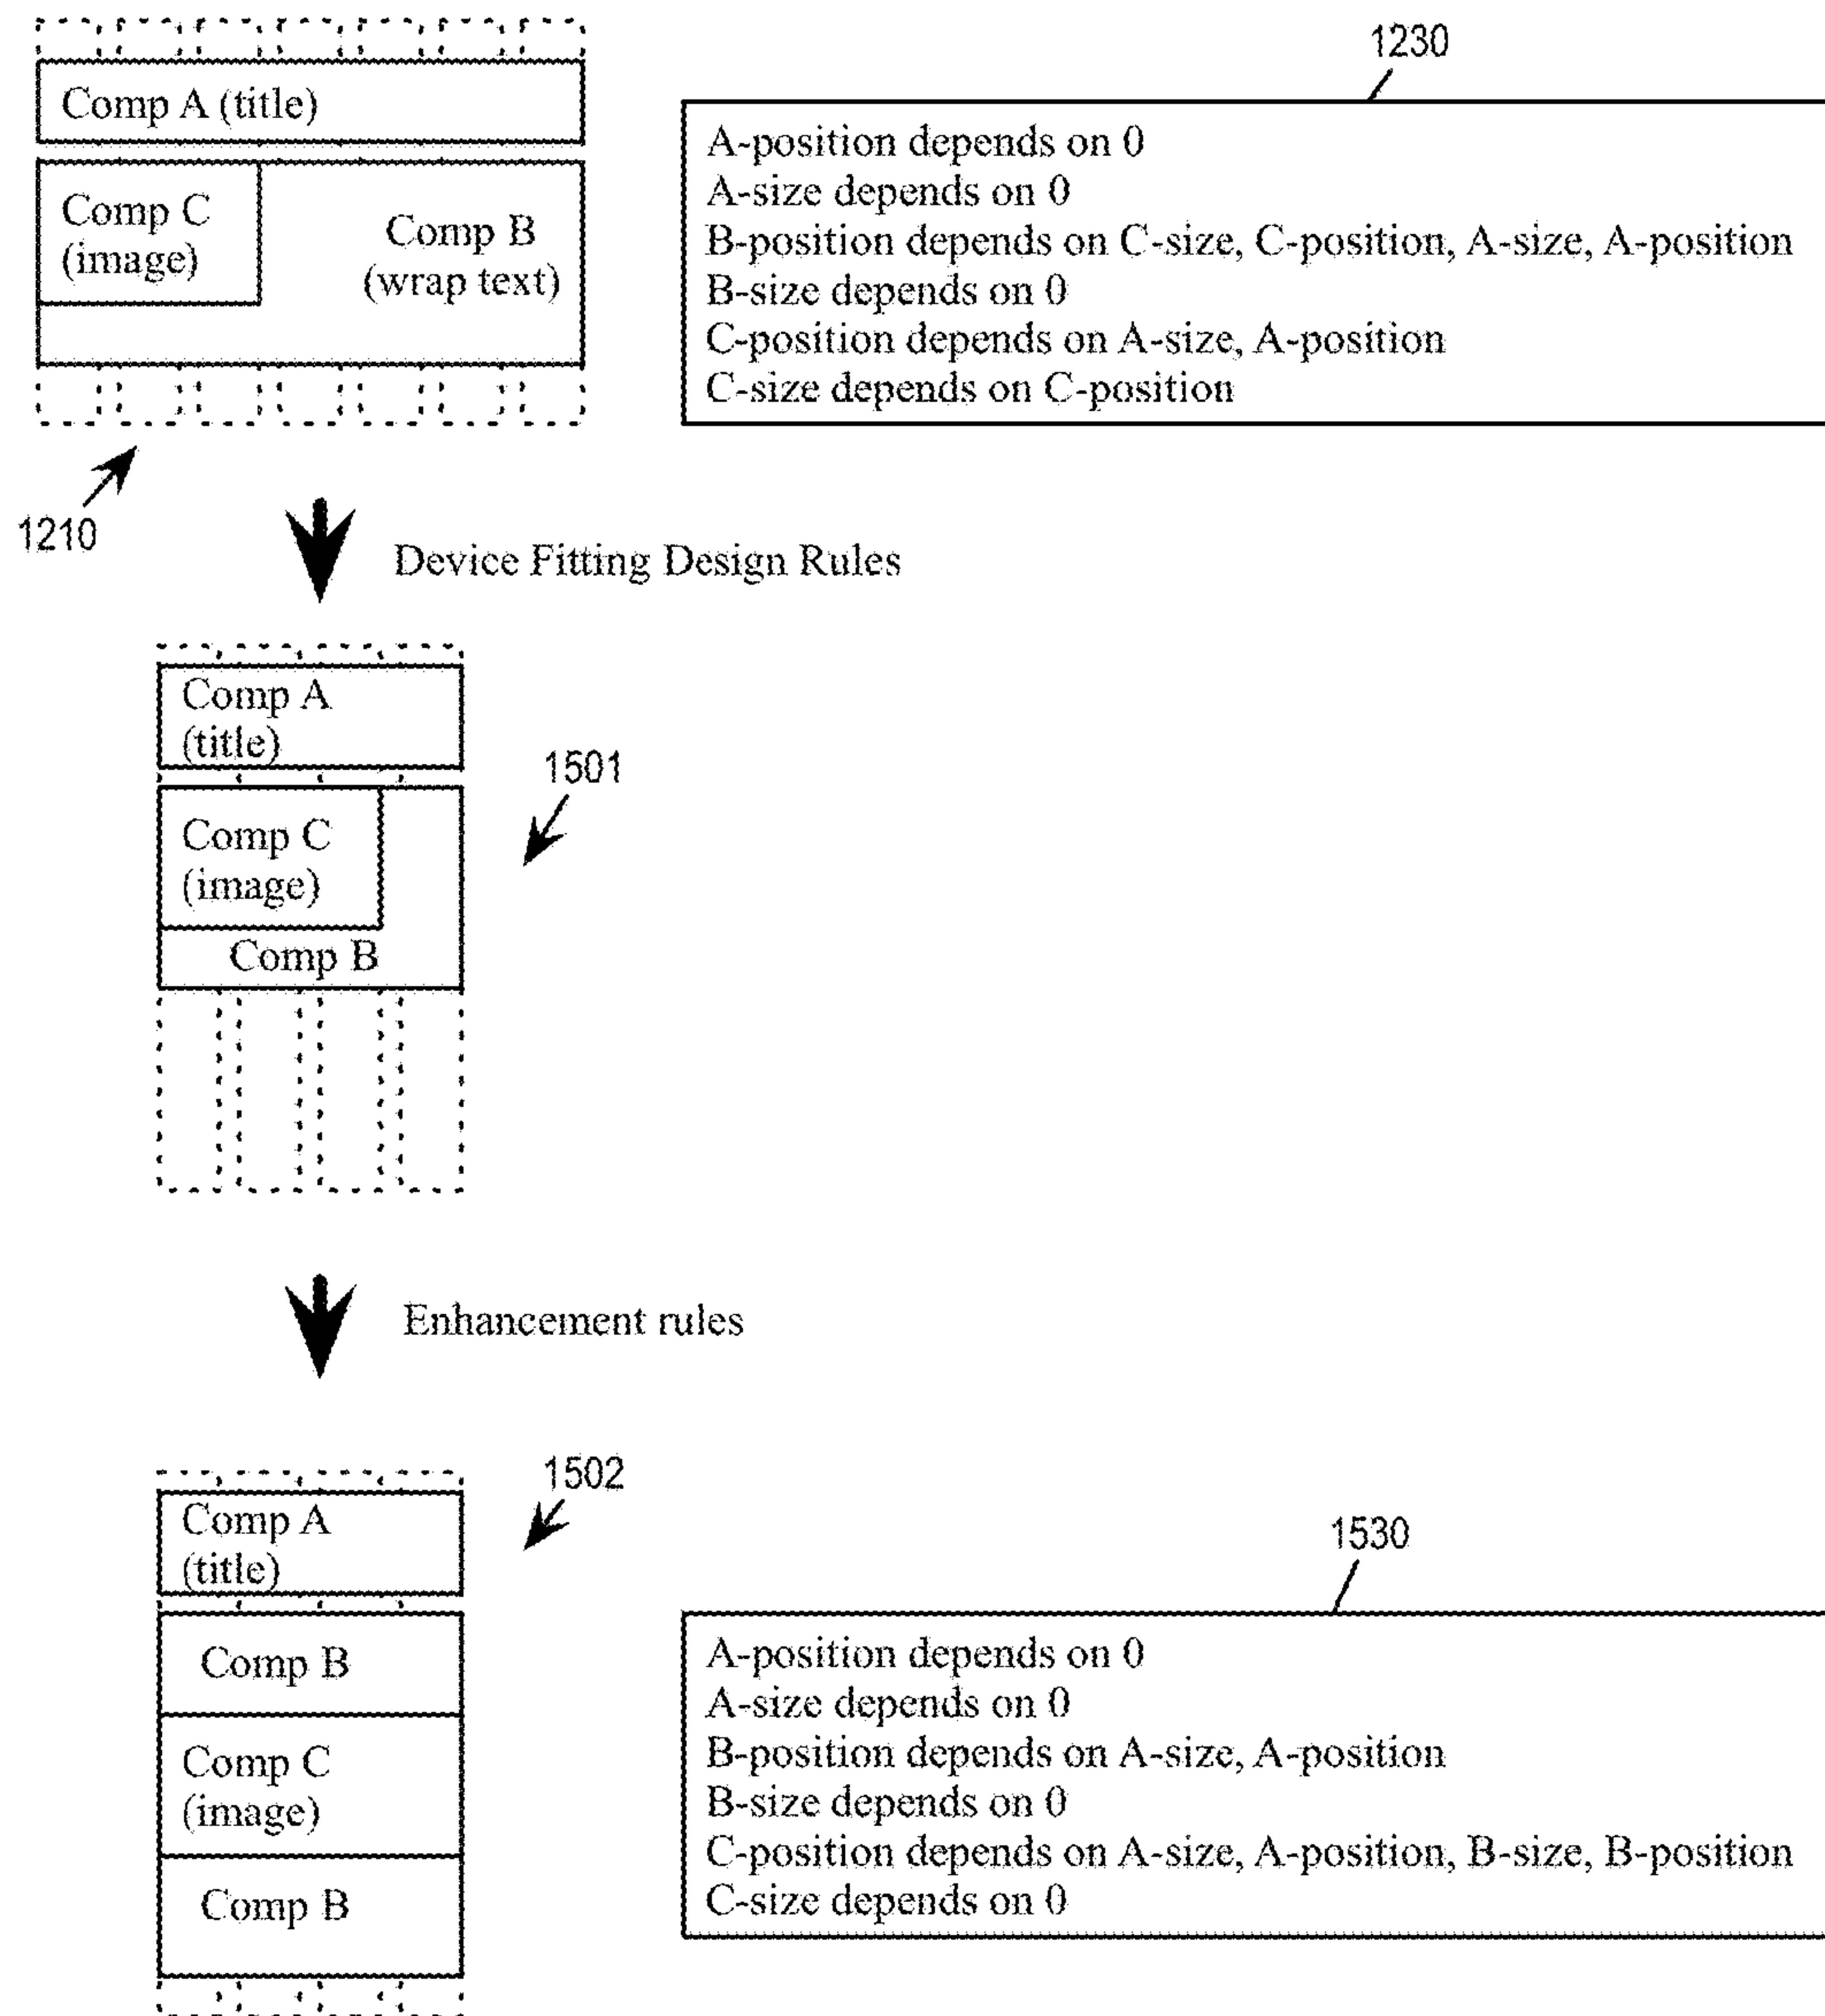 1230
Comp A (title)
Comp C
(image)
Comp B
(wrap text)
A-position depends on 0
A-size depends on 0
B-position depends on C-size, C-position, A-size, A-position
B-size depends on 0
C-position depends on A-size, A-position
C-size depends on C-position
1210
Device Fitting Design Rules
Comp A
(title)
1501
Comp C
(image)
Comp B
Enhancement rules
1502
Comp A
(title)
1530
Comp B
Comp C
(image)
Comp B
A-position depends on 0
A-size depends on 0
B-position depends on A-size, A-position
B-size depends on 0
C-position depends on A-size, A-position, B-size, B-position
C-size depends on 0